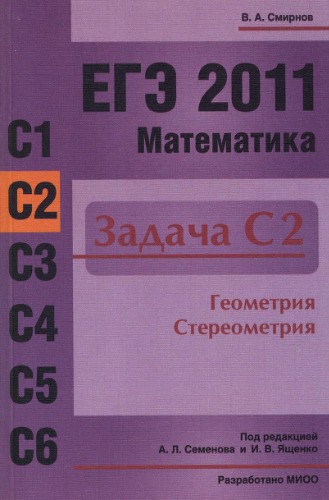 В. А. Смирнов
ЕГЭ 2011
Математика
С1
С2
С3
С4
С5
С6
Задача С2
Геометрия
Стереометрия
Под редакцией
А. Л. Семенова и И. В. Ященко
Разработано МИОО